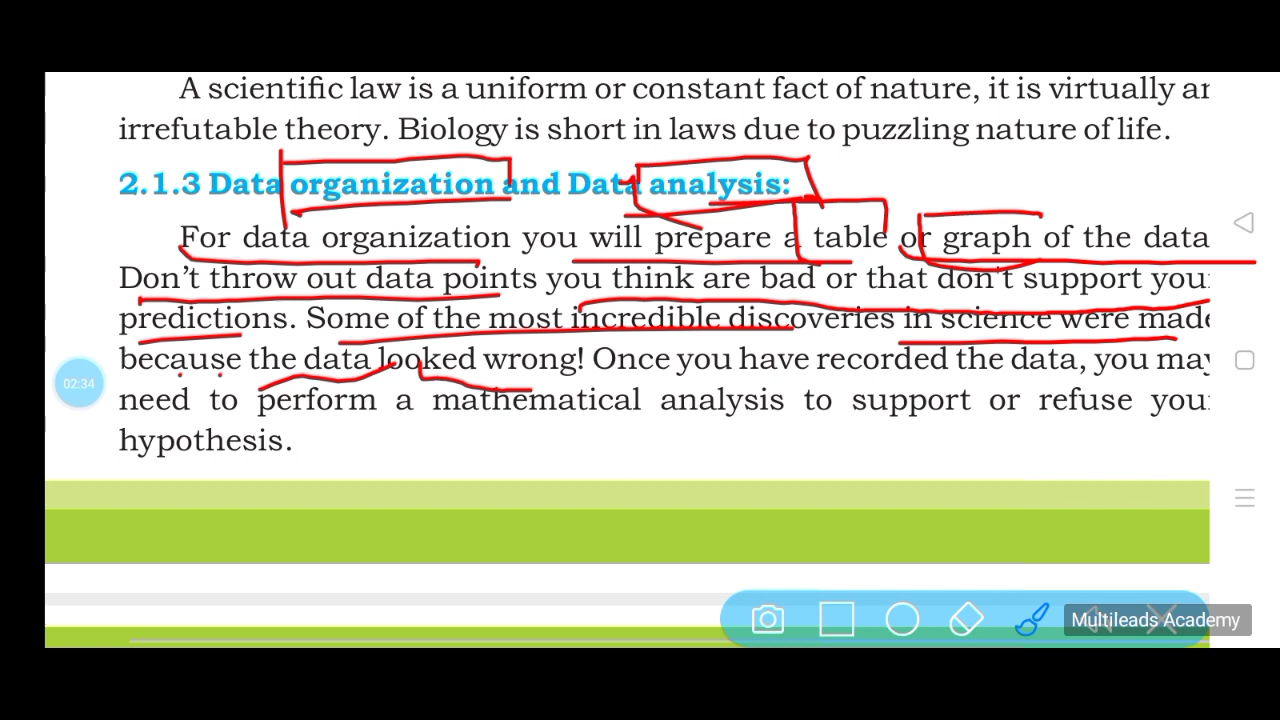 A scientific law is a uniform or constant fact of nature, it is virtually an
irrefutable theory. Biology is short in laws due to puzzling nature of life.
2.1.3 Data organization and Data analysis:
For data organization you will prepare a table or graph of the data
Don't throw out data points you think are bad or that don't support you
predictions. Some of the most incredible discoveries in science were made
because the data looked wrong! Once you have recorded the data, you may
02:34
need to perform a mathematical analysis to support or refuse you
hypothesis.
Multileads Academy